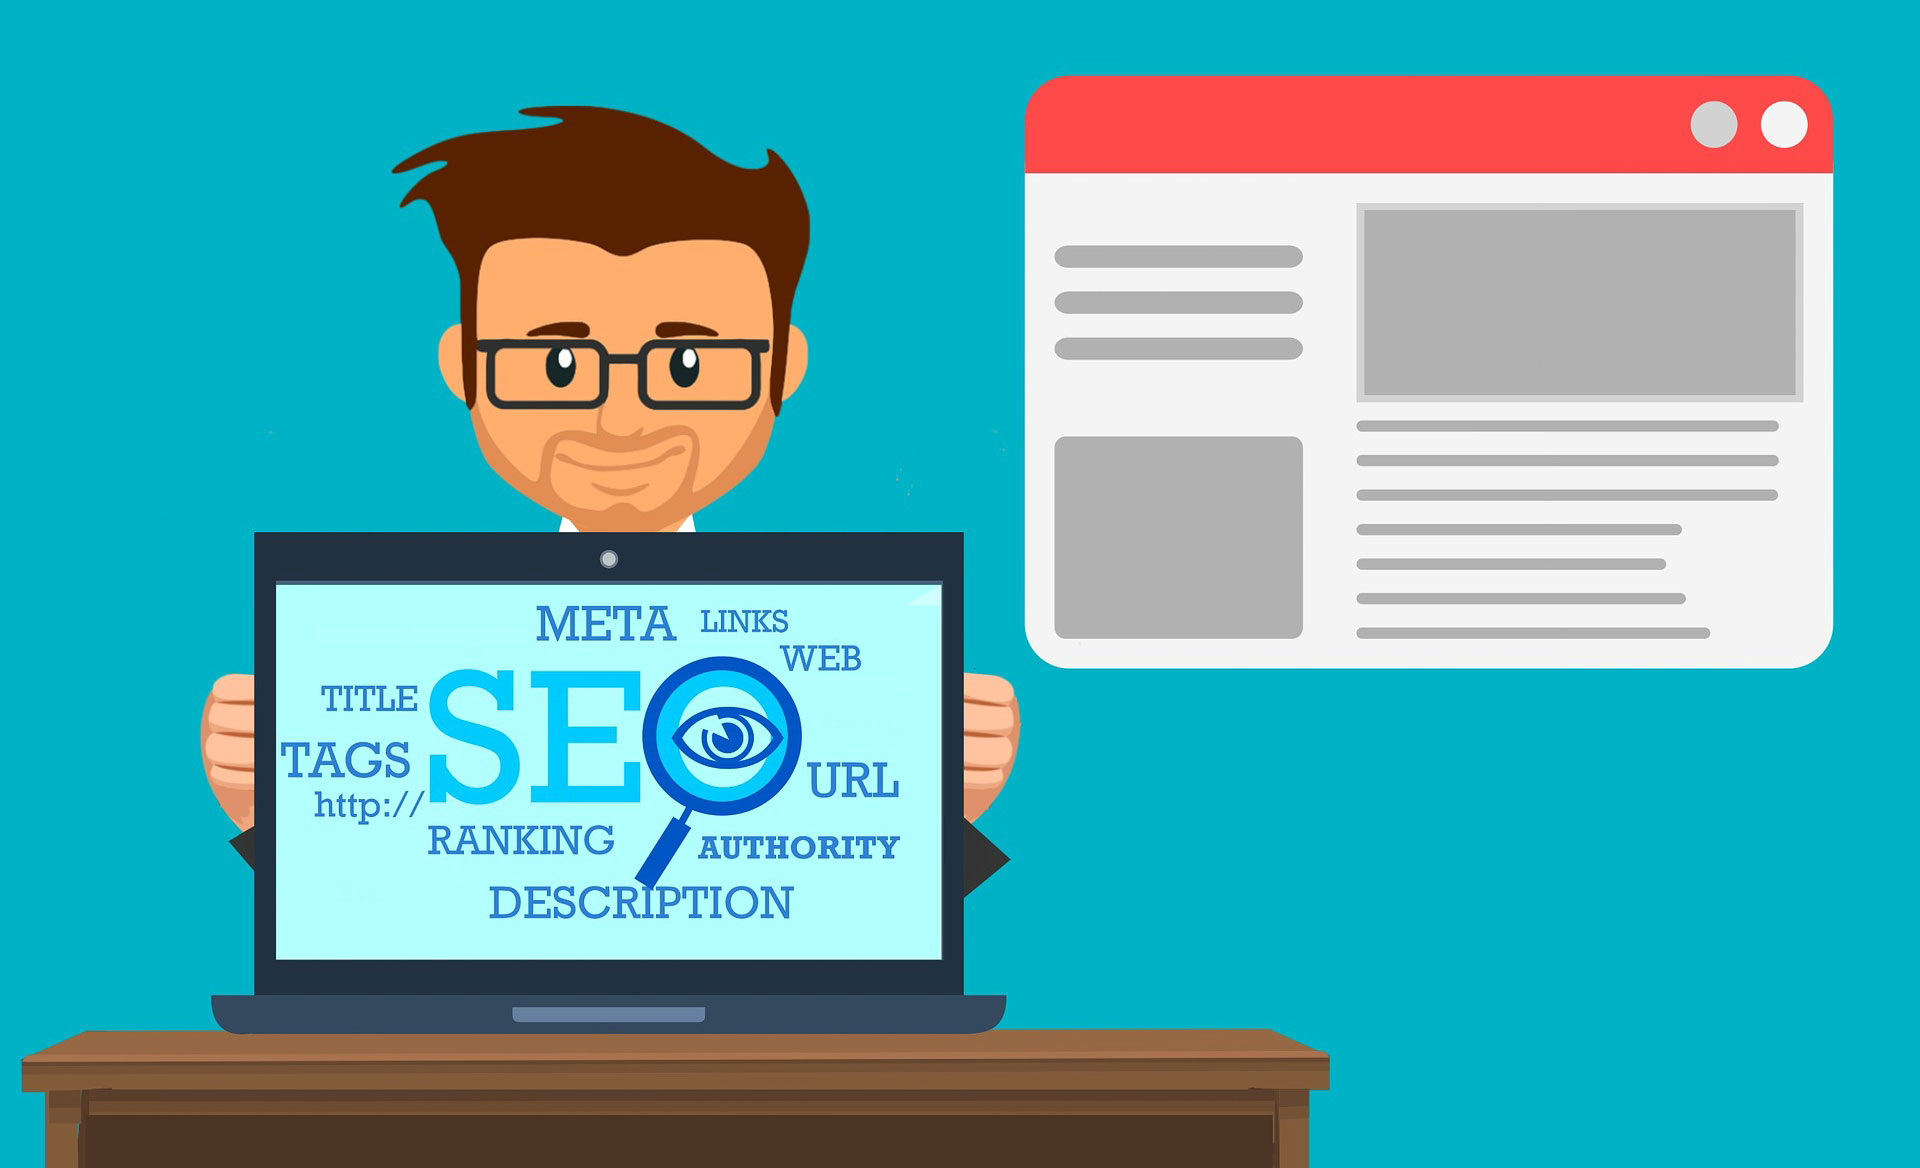 META
LINKS
WEB
TITLE
SEO
TAGS
URL
http://
RANKING
AUTHORITY
DESCRIPTION